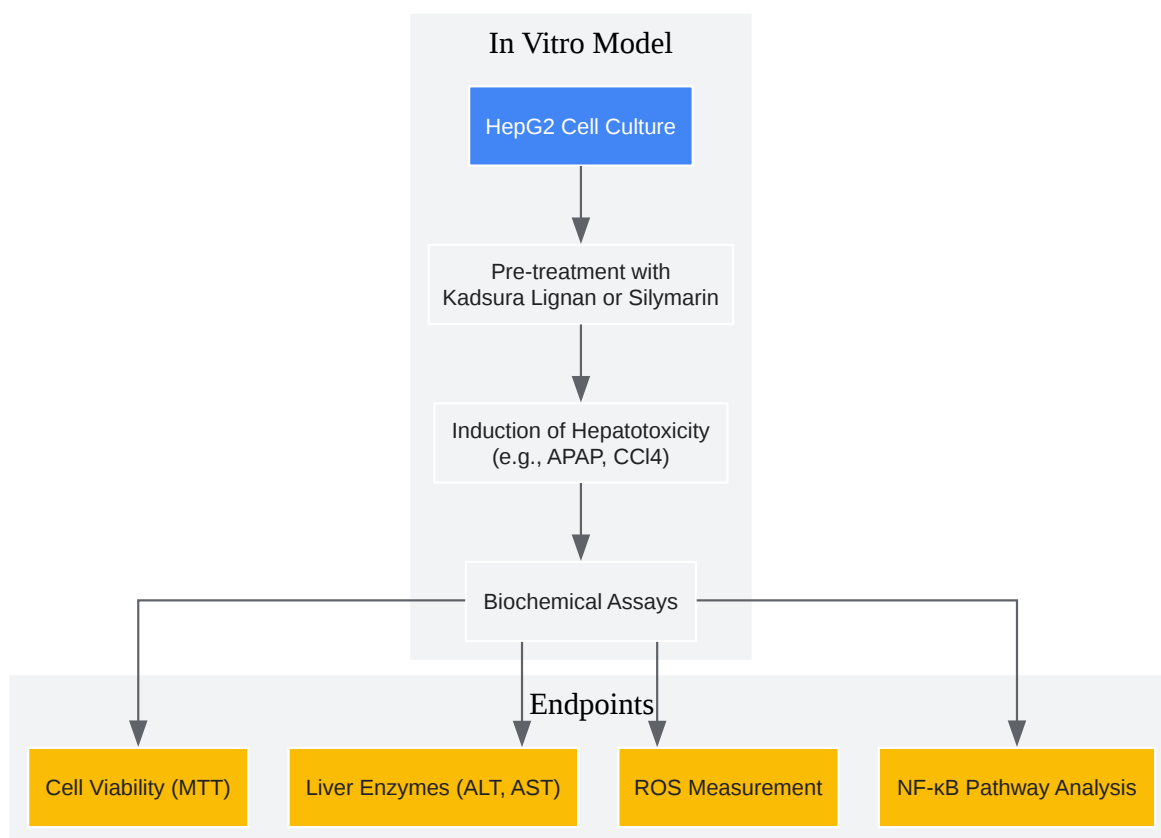 In Vitro Model
HepG2 Cell Culture
Pre-treatment with
Kadsura Lignan or Silymarin
Induction of Hepatotoxicity
(e.g., APAP, CCl4)
Biochemical Assays
Endpoints
Cell Viability (MTT)
Liver Enzymes (ALT, AST)
ROS Measurement
NF-κB Pathway Analysis